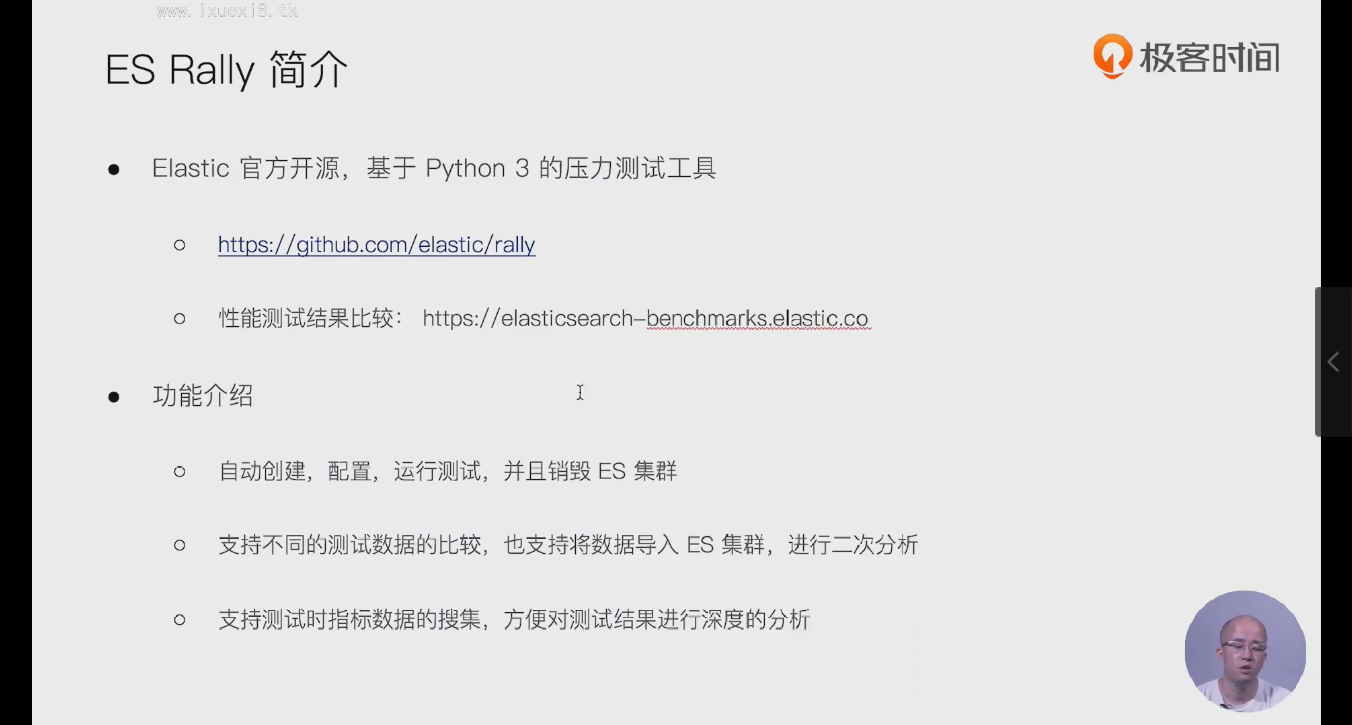 www.ixuexi8.tk
ES Rally 简介
极客时间
Elastic 官方开源，基于 Python 3 的压力测试工具
https://github.com/elastic/rally
性能测试结果比较： https://elasticsearch-benchmarks.elastic.co
功能介绍
自动创建，配置，运行测试，并且销毁 ES 集群
支持不同的测试数据的比较，也支持将数据导入 ES 集群，进行二次分析
支持测试时指标数据的搜集，方便对测试结果进行深度的分析